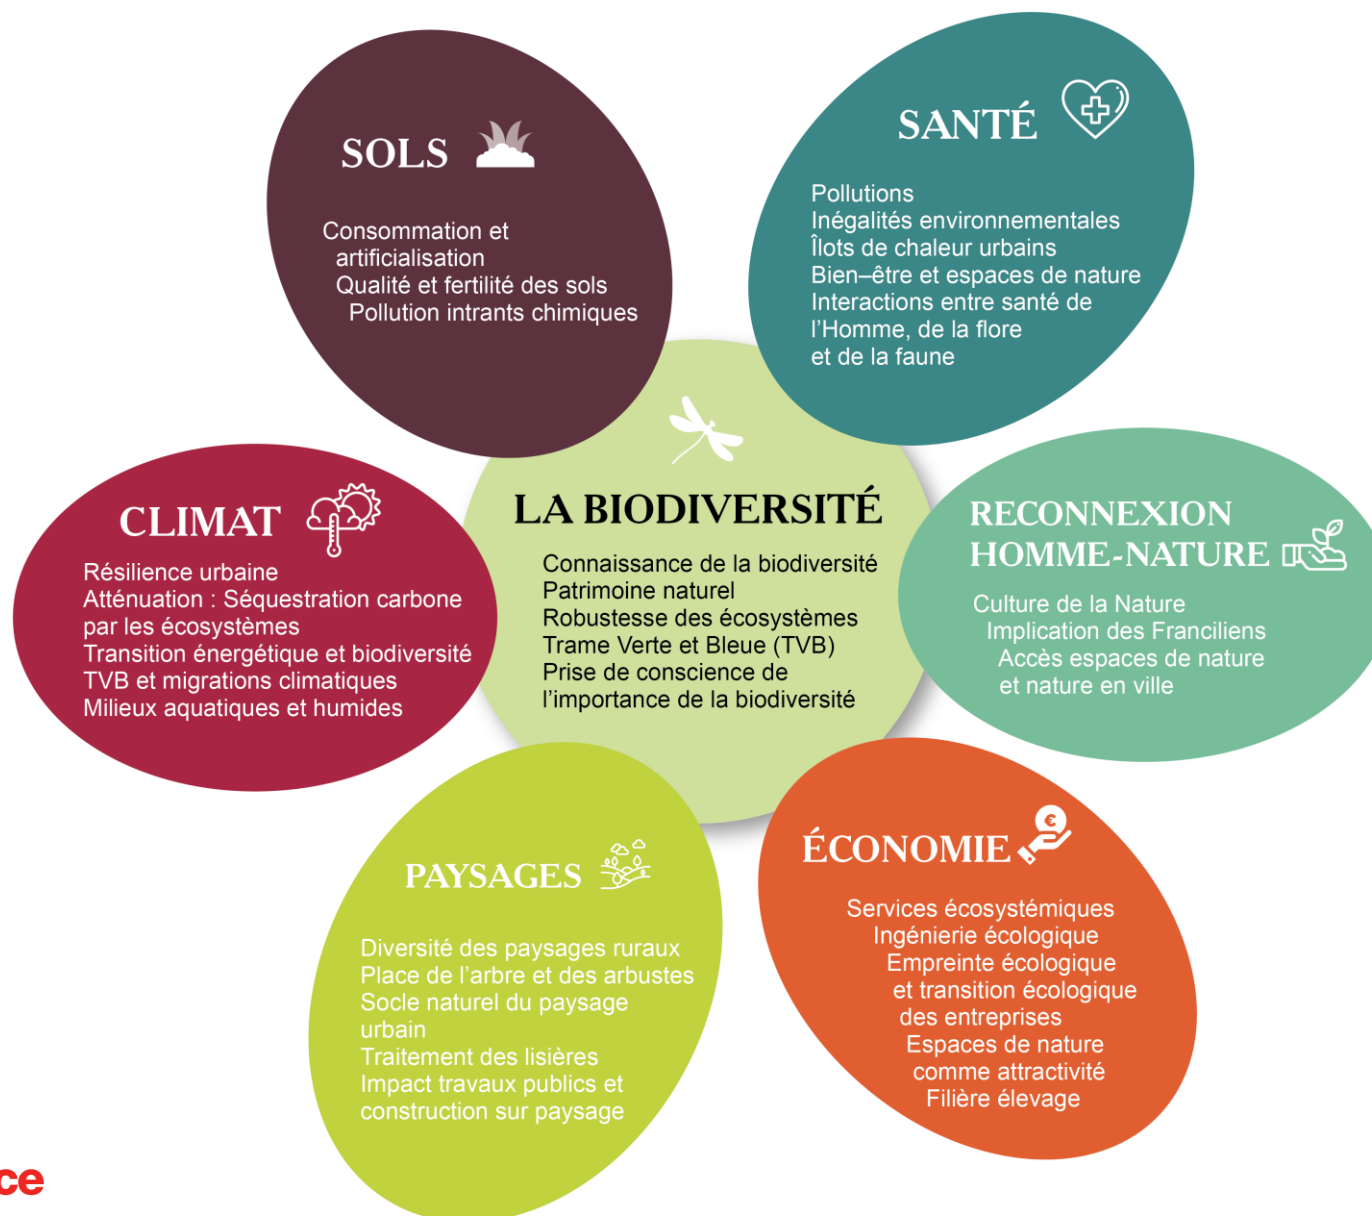 SOLS
Consommation et
artificialisation
Qualité et fertilité des sols
Pollution intrants chimiques
SANTÉ
Pollutions
Inégalités environnementales
Îlots de chaleur urbains
Bien–être et espaces de nature
Interactions entre santé de
l’Homme, de la flore
et de la faune
CLIMAT
Résilience urbaine
Atténuation : Séquestration carbone
par les écosystèmes
Transition énergétique et biodiversité
TVB et migrations climatiques
Milieux aquatiques et humides
LA BIODIVERSITÉ
Connaissance de la biodiversité
Patrimoine naturel
Robustesse des écosystèmes
Trame Verte et Bleue (TVB)
Prise de conscience de
l’importance de la biodiversité
RECONNEXION
HOMME-NATURE
Culture de la Nature
Implication des Franciliens
Accès espaces de nature
et nature en ville
PAYSAGES
Diversité des paysages ruraux
Place de l’arbre et des arbustes
Socle naturel du paysage
urbain
Traitement des lisières
Impact travaux publics et
construction sur paysage
ÉCONOMIE
€
Services écosystémiques
Ingénierie écologique
Empreinte écologique
et transition écologique
des entreprises
Espaces de nature
comme attractivité
Filière élevage
ce